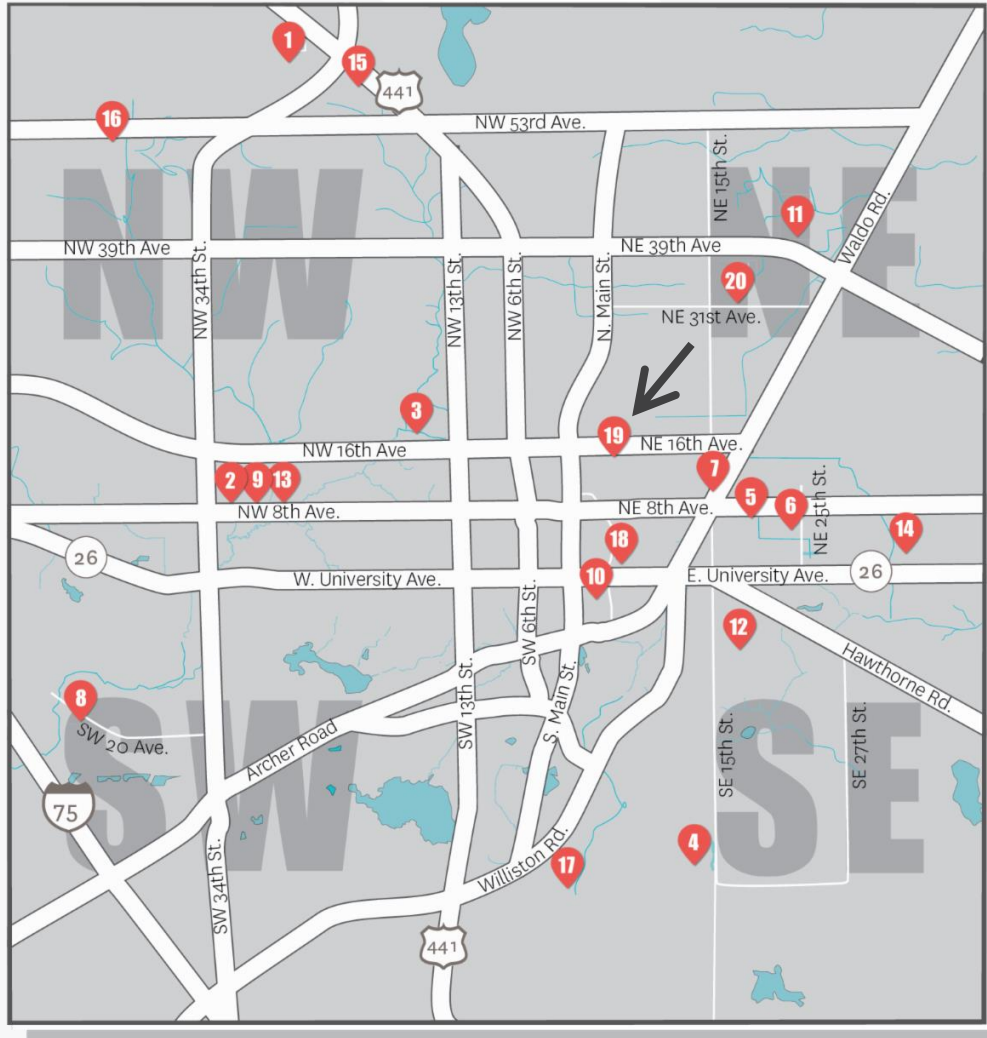 1
15
441
16
NW 53rd Ave.
NW
NE
NE 15th St.
11
Waldo Rd.
NW 39th Ave
NE 39th Ave
NW 34th St.
NW 13th St.
NW 6th St.
N. Main St.
20
NE 31st Ave.
3
19
NW 16th Ave
NE 16th Ave.
2
9
13
7
5
6
NE 25th St.
NW 8th Ave.
NE 8th Ave.
14
18
26
W. University Ave.
10
E. University Ave.
26
SW 6th St.
12
Hawthorne Rd.
8
SW 20 Ave.
SW
SE
SW 13th St.
S. Main St.
Archer Road
SE 15th St.
SE 27th St.
75
4
17
Williston Rd.
SW 34th St.
441